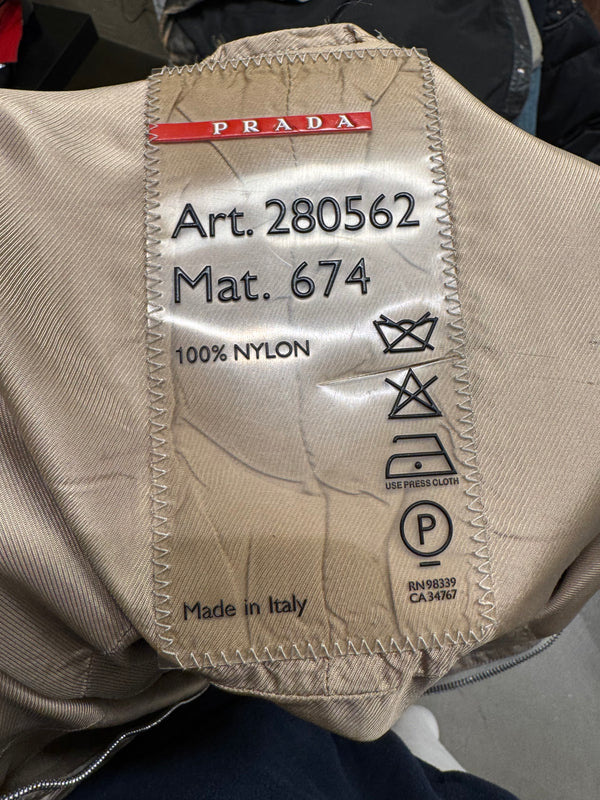 PRADA
Art. 280562
Mat. 674
100% NYLON
USE PRESS CLOTH
P
RN 98339
CA 34767
Made in Italy